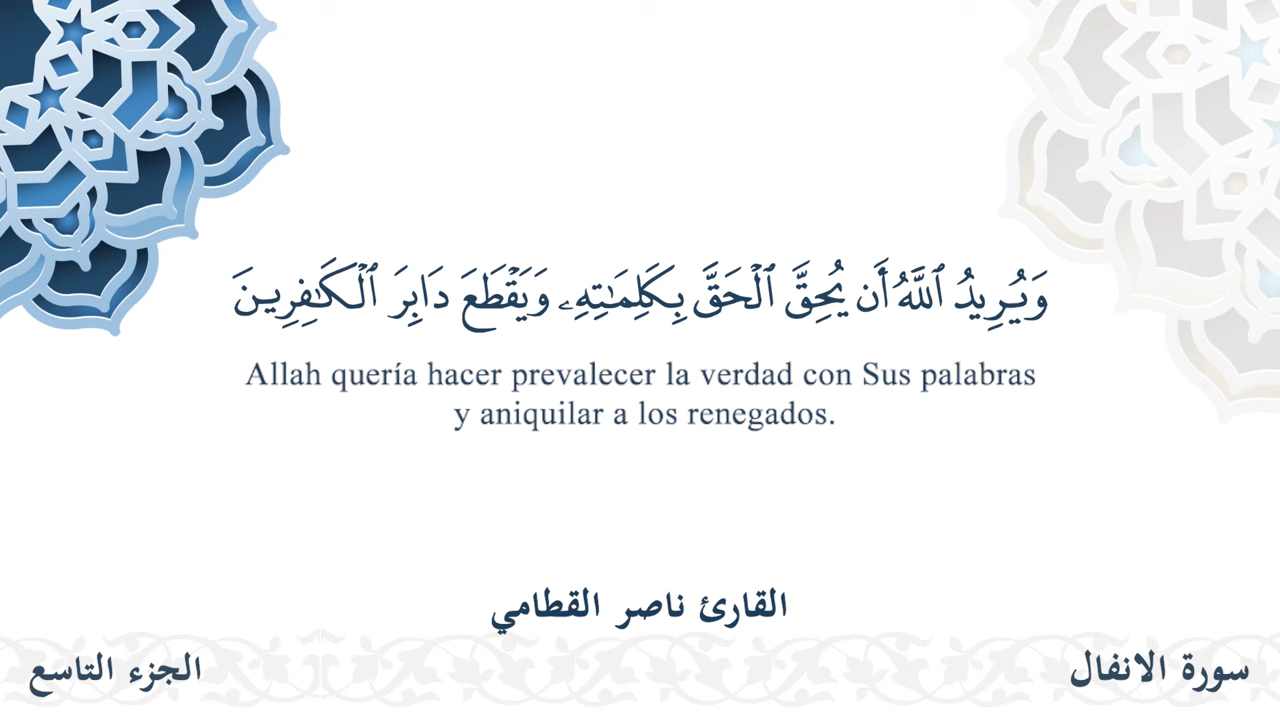 وَيُرِيدُ ٱللَّهُ أَن يُحِقَّ ٱلْحَقَّ بِكَلِمَـٰتِهِۦ وَيَقْطَعَ دَابِرَ ٱلْكَـٰفِرِينَ
Allah quería hacer prevalecer la verdad con Sus palabras
y aniquilar a los renegados.
القارئ ناصر القطامي
سورة الانفال
الجزء التاسع